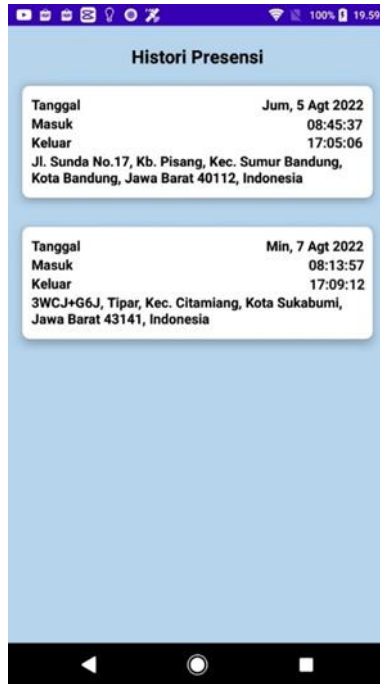 100% 19.59
Histori Presensi
Tanggal Jum, 5 Agt 2022
Masuk 08:45:37
Keluar 17:05:06
Jl. Sunda No.17, Kb. Pisang, Kec. Sumur Bandung,
Kota Bandung, Jawa Barat 40112, Indonesia
Tanggal Min, 7 Agt 2022
Masuk 08:13:57
Keluar 17:09:12
3WCJ+G6J, Tipar, Kec. Citamiang, Kota Sukabumi,
Jawa Barat 43141, Indonesia